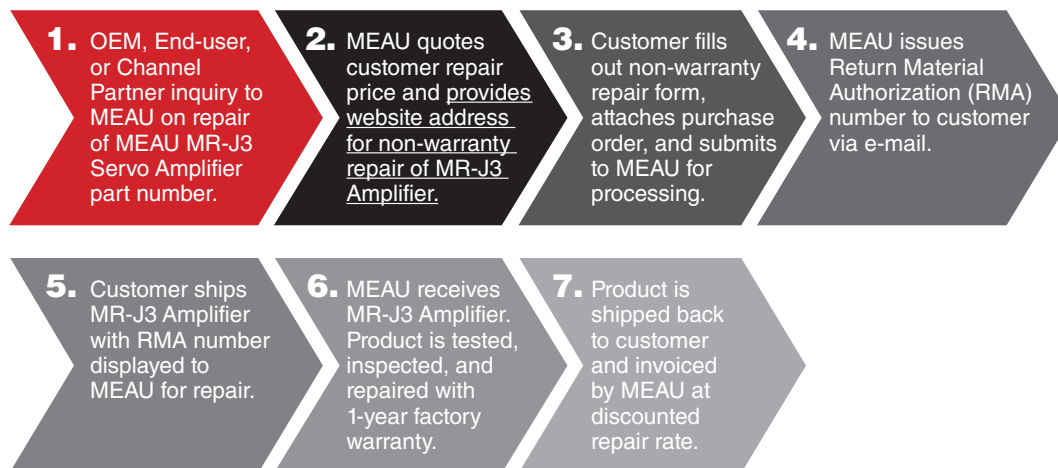 1. OEM, End-user,
or Channel
Partner inquiry to
MEAU on repair
of MEAU MR-J3
Servo Amplifier
part number.
2. MEAU quotes
customer repair
price and provides
website address
for non-warranty
repair of MR-J3
Amplifier.
3. Customer fills
out non-warranty
repair form,
attaches purchase
order, and submits
to MEAU for
processing.
4. MEAU issues
Return Material
Authorization (RMA)
number to customer
via e-mail.
5. Customer ships
MR-J3 Amplifier
with RMA number
displayed to
MEAU for repair.
6. MEAU receives
MR-J3 Amplifier.
Product is tested,
inspected, and
repaired with
1-year factory
warranty.
7. Product is
shipped back
to customer
and invoiced
by MEAU at
discounted
repair rate.